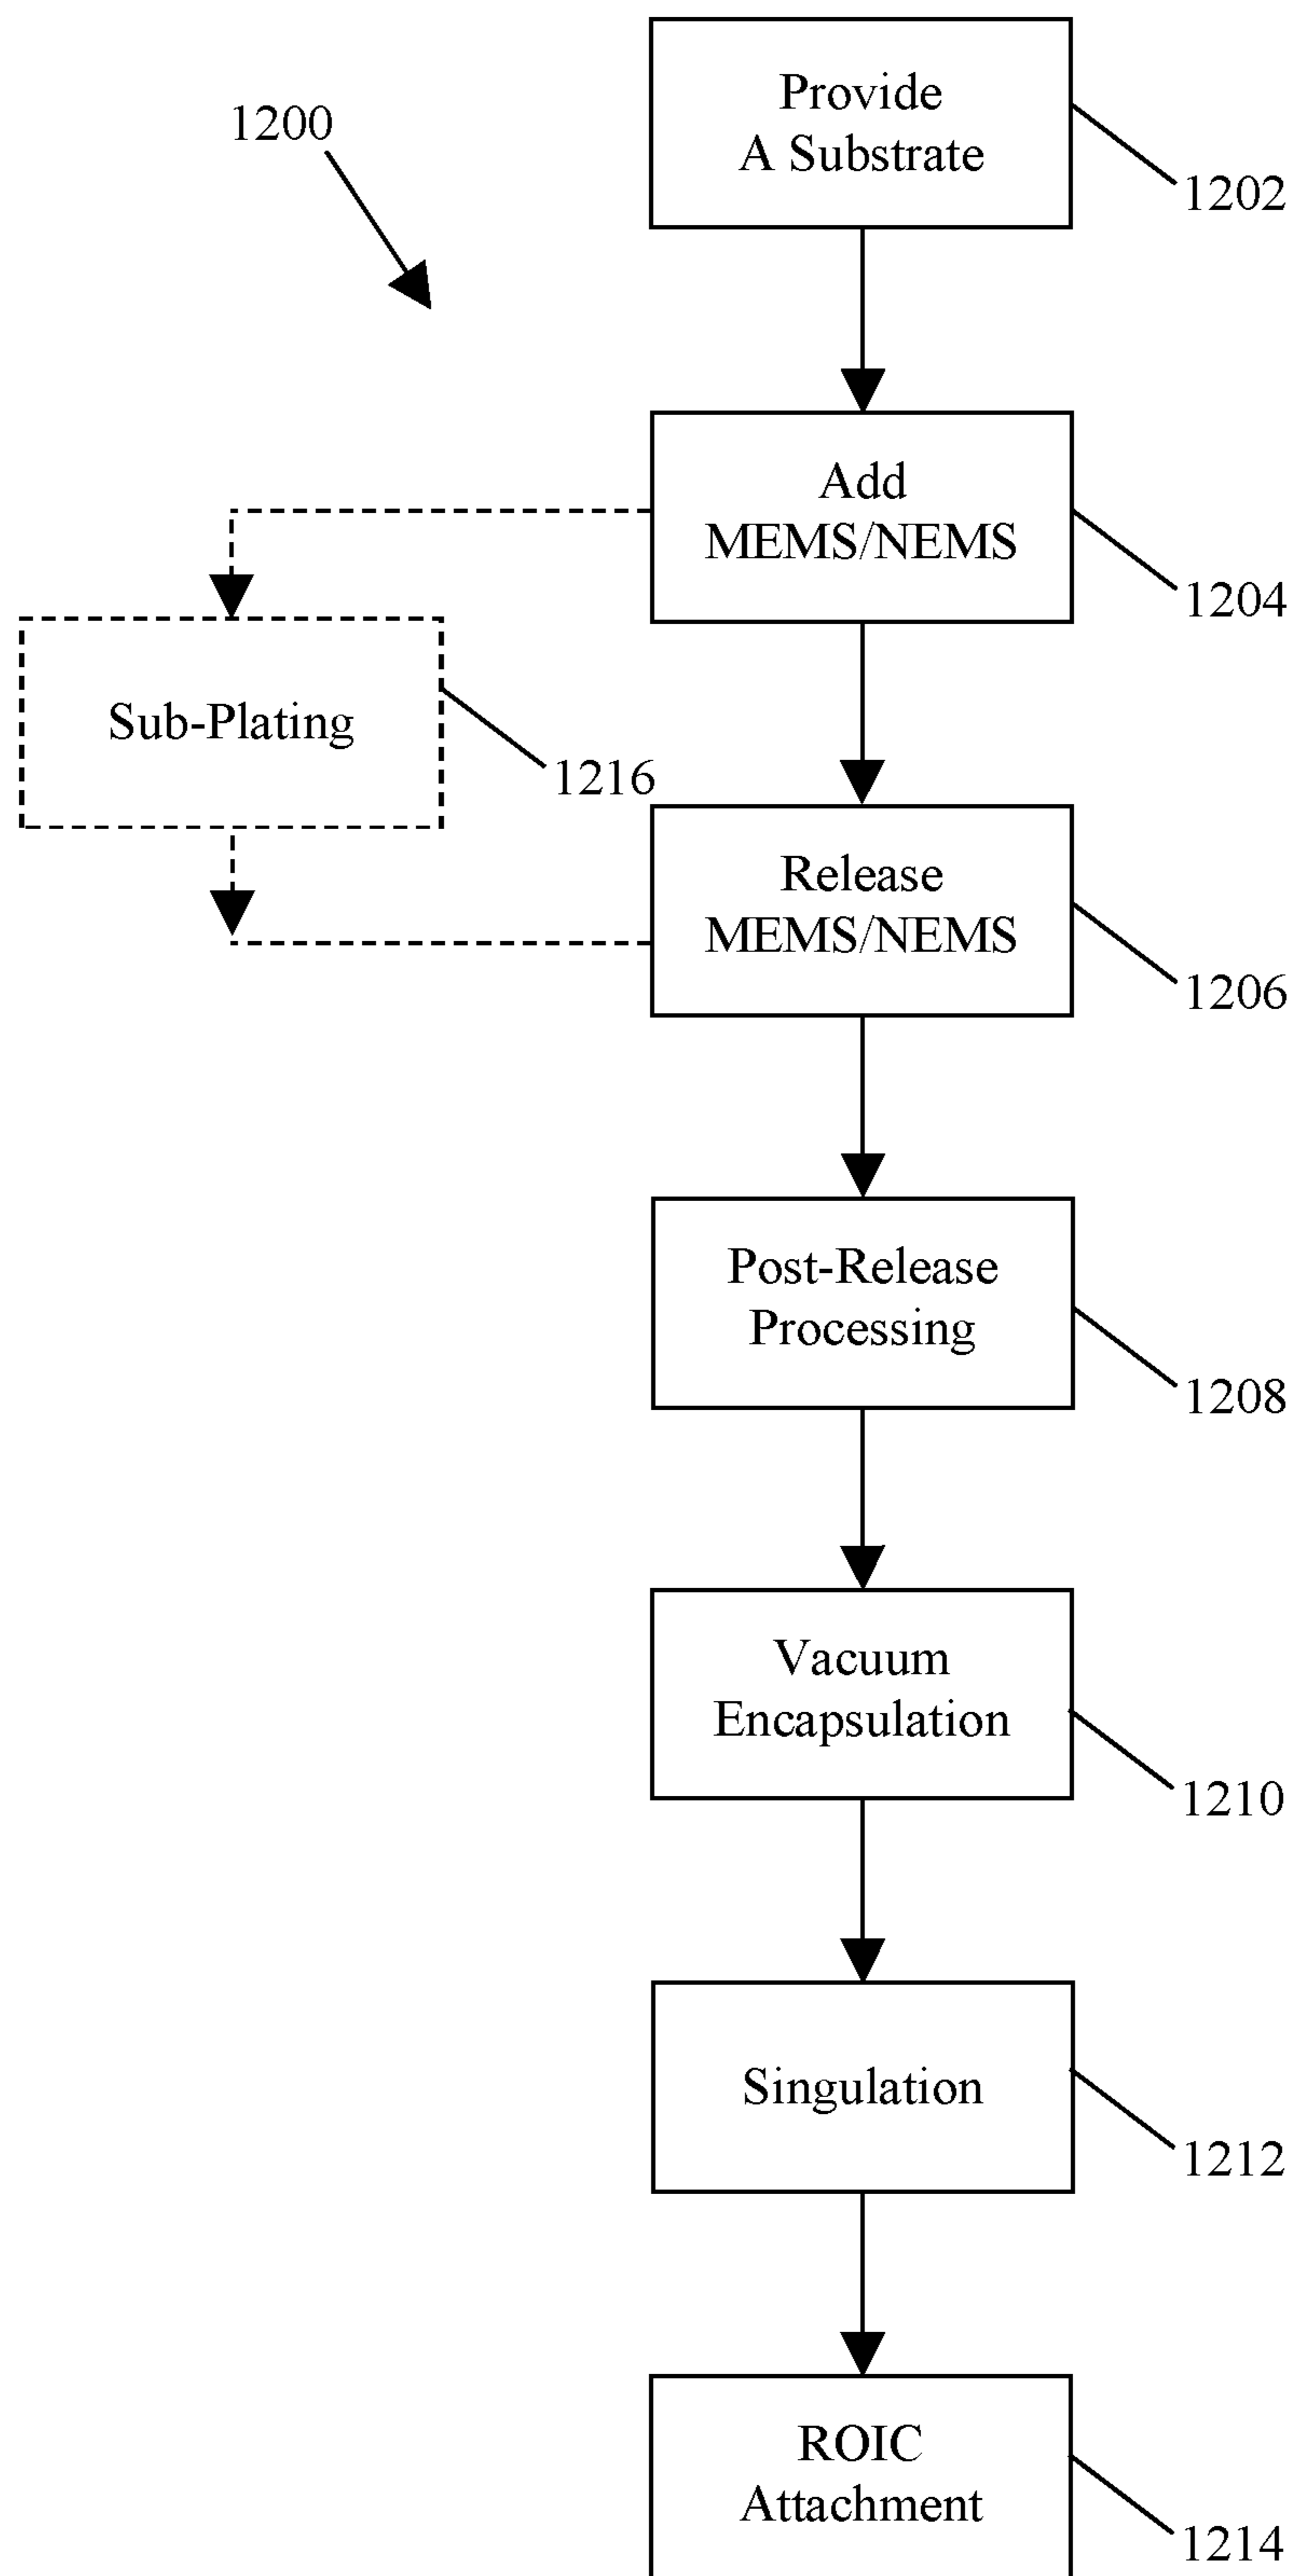 1200
Provide
A Substrate
1202
Add
MEMS/NEMS
1204
Sub-Plating
1216
Release
MEMS/NEMS
1206
Post-Release
Processing
1208
Vacuum
Encapsulation
1210
Singulation
1212
ROIC
Attachment
1214